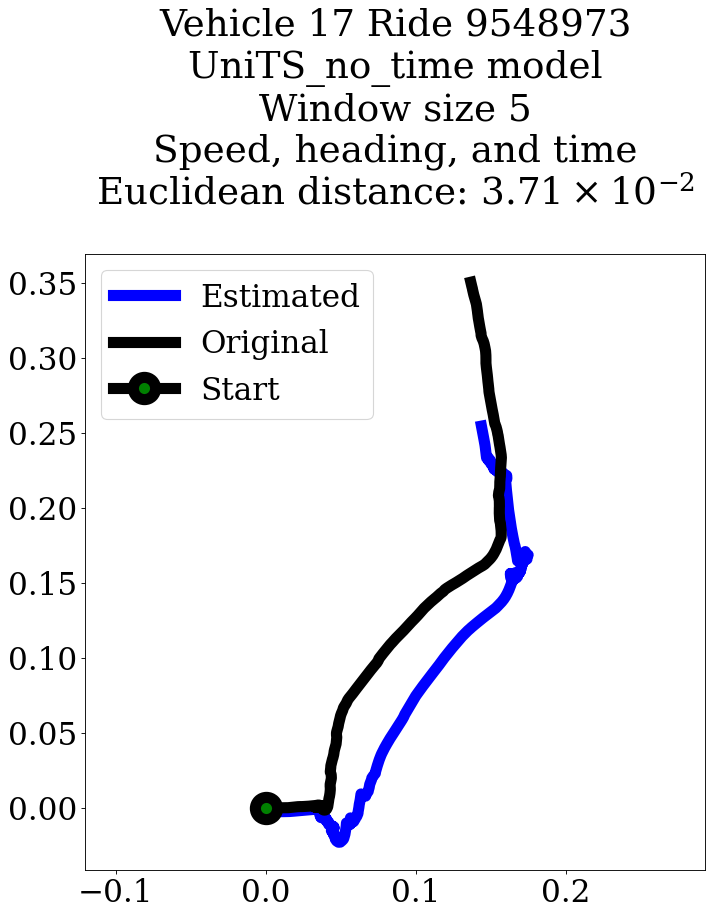 Vehicle 17 Ride 9548973
UniTS_no_time model
Window size 5
Speed, heading, and time
Euclidean distance: 3.71 × 10⁻²
Estimated
Original
Start
0.35
0.30
0.25
0.20
0.15
0.10
0.05
0.00
−0.1
0.0
0.1
0.2